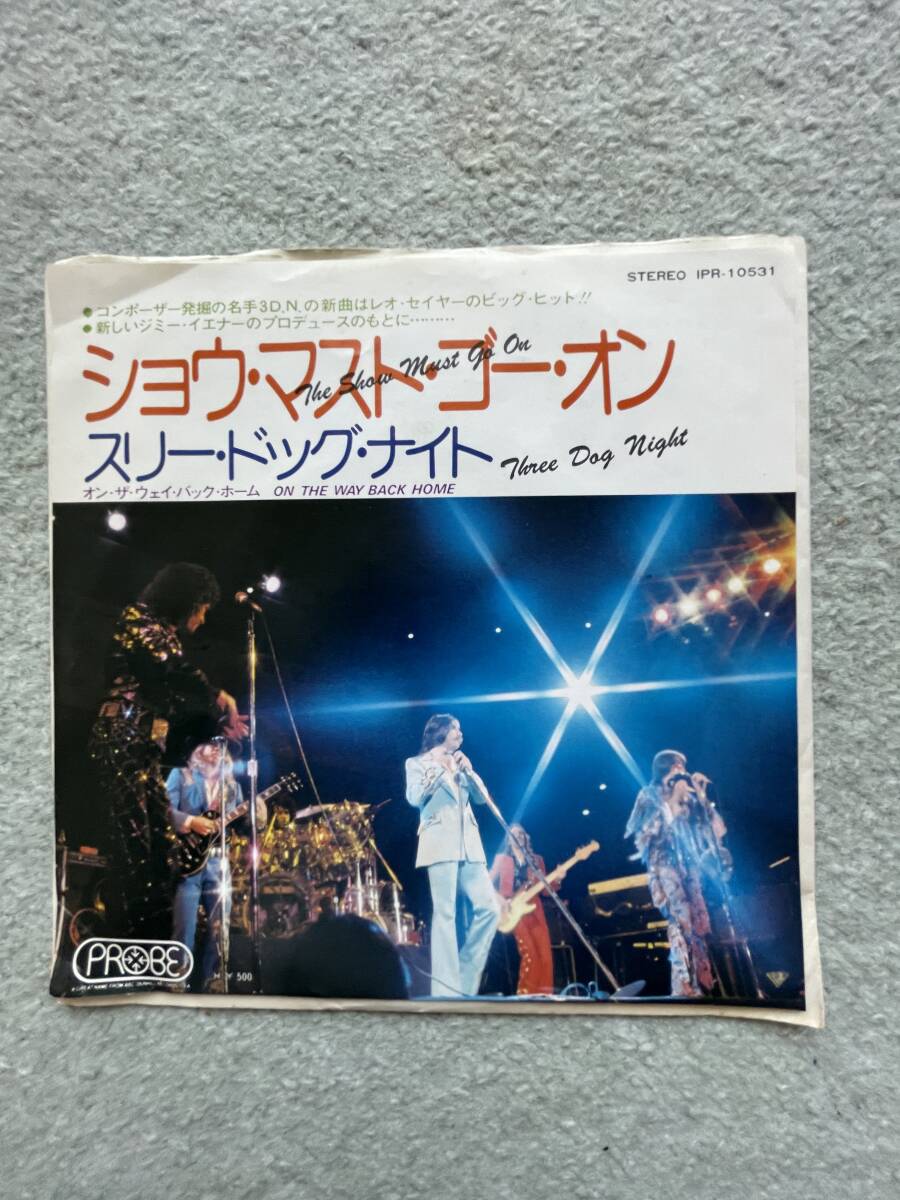 STEREO IPR-10531
●コンポーザー発掘の名手3D.N.の新曲はレオ・セイヤーのビッグ・ヒット!!
●新しいジミー・イエナーのプロデュースのもとに………
ショウ・マスト・ゴー・オン
The Show Must Go On
スリー・ドッグ・ナイト
Three Dog Night
オン・ザ・ウェイ・バック・ホーム ON THE WAY BACK HOME
PROBE
¥500